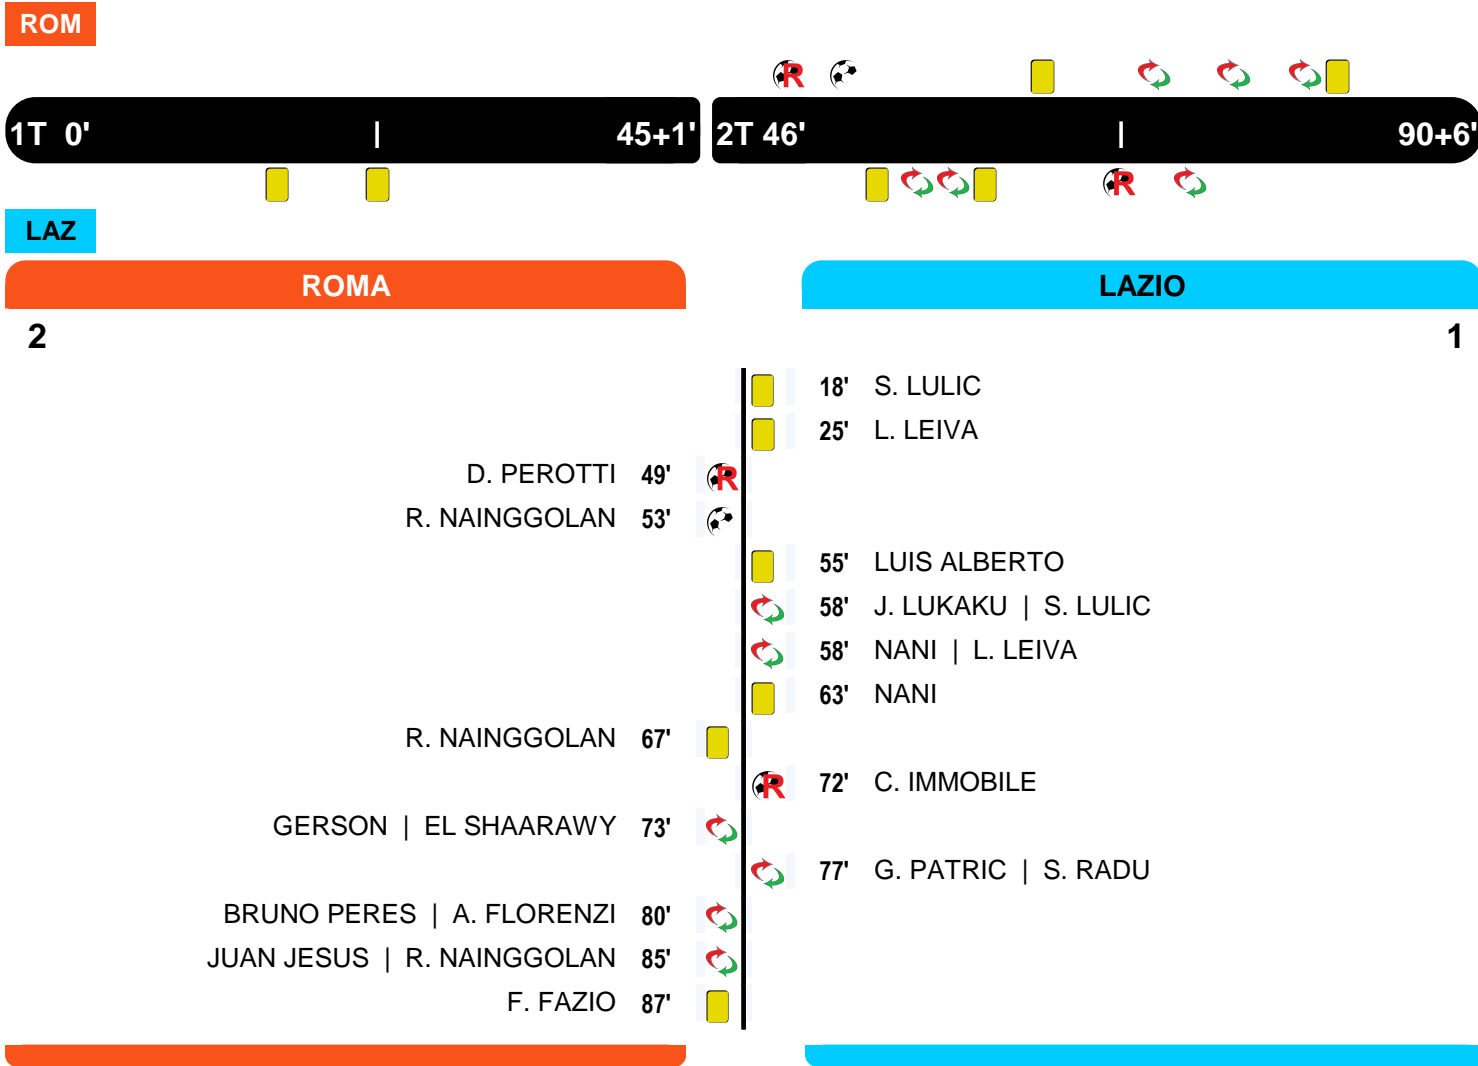 ROM
1T 0' | 45+1' 2T 46' | 90+6'
LAZ
ROMA LAZIO
2 1
18' S. LULIC
25' L. LEIVA
D. PEROTTI 49' R
R. NAINGGOLAN 53'
55' LUIS ALBERTO
58' J. LUKAKU | S. LULIC
58' NANI | L. LEIVA
63' NANI
R. NAINGGOLAN 67'
R 72' C. IMMOBILE
GERSON | EL SHAARAWY 73'
77' G. PATRIC | S. RADU
BRUNO PERES | A. FLORENZI 80'
JUAN JESUS | R. NAINGGOLAN 85'
F. FAZIO 87'